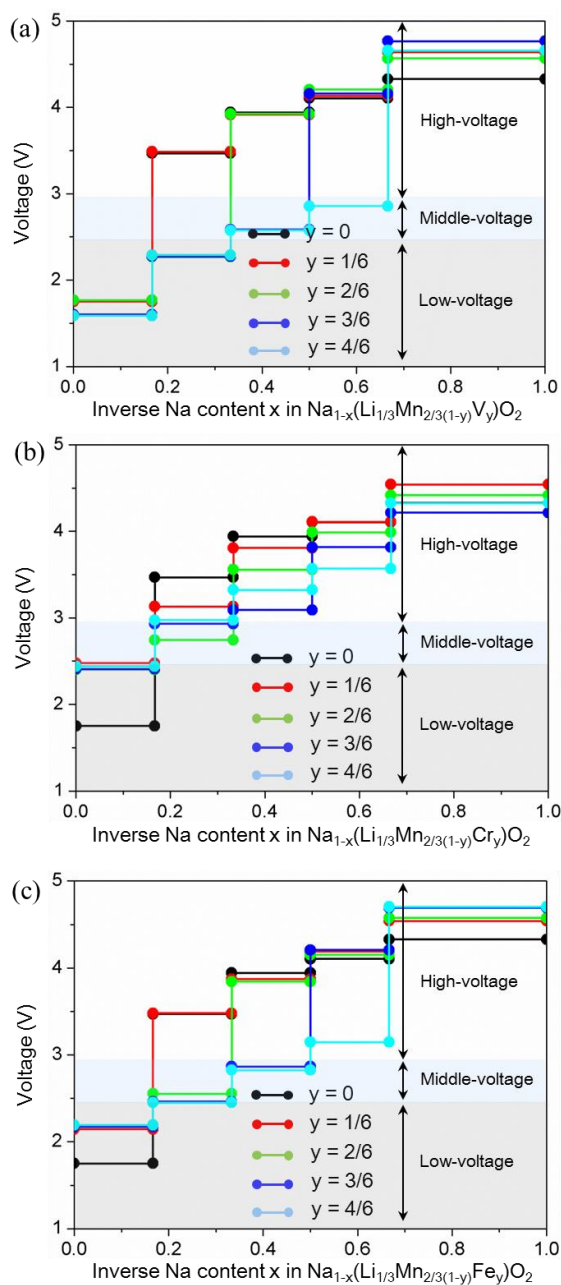 (a)
5
4
3
2
1
Voltage (V)
High-voltage
Middle-voltage
Low-voltage
y = 0
y = 1/6
y = 2/6
y = 3/6
y = 4/6
0.0 0.2 0.4 0.6 0.8 1.0
Inverse Na content x in Na1-x(Li1/3Mn2/3(1-y)Vy)O2
(b)
5
4
3
2
1
Voltage (V)
High-voltage
Middle-voltage
Low-voltage
y = 0
y = 1/6
y = 2/6
y = 3/6
y = 4/6
0.0 0.2 0.4 0.6 0.8 1.0
Inverse Na content x in Na1-x(Li1/3Mn2/3(1-y)Cry)O2
(c)
5
4
3
2
1
Voltage (V)
High-voltage
Middle-voltage
Low-voltage
y = 0
y = 1/6
y = 2/6
y = 3/6
y = 4/6
0.0 0.2 0.4 0.6 0.8 1.0
Inverse Na content x in Na1-x(Li1/3Mn2/3(1-y)Fey)O2